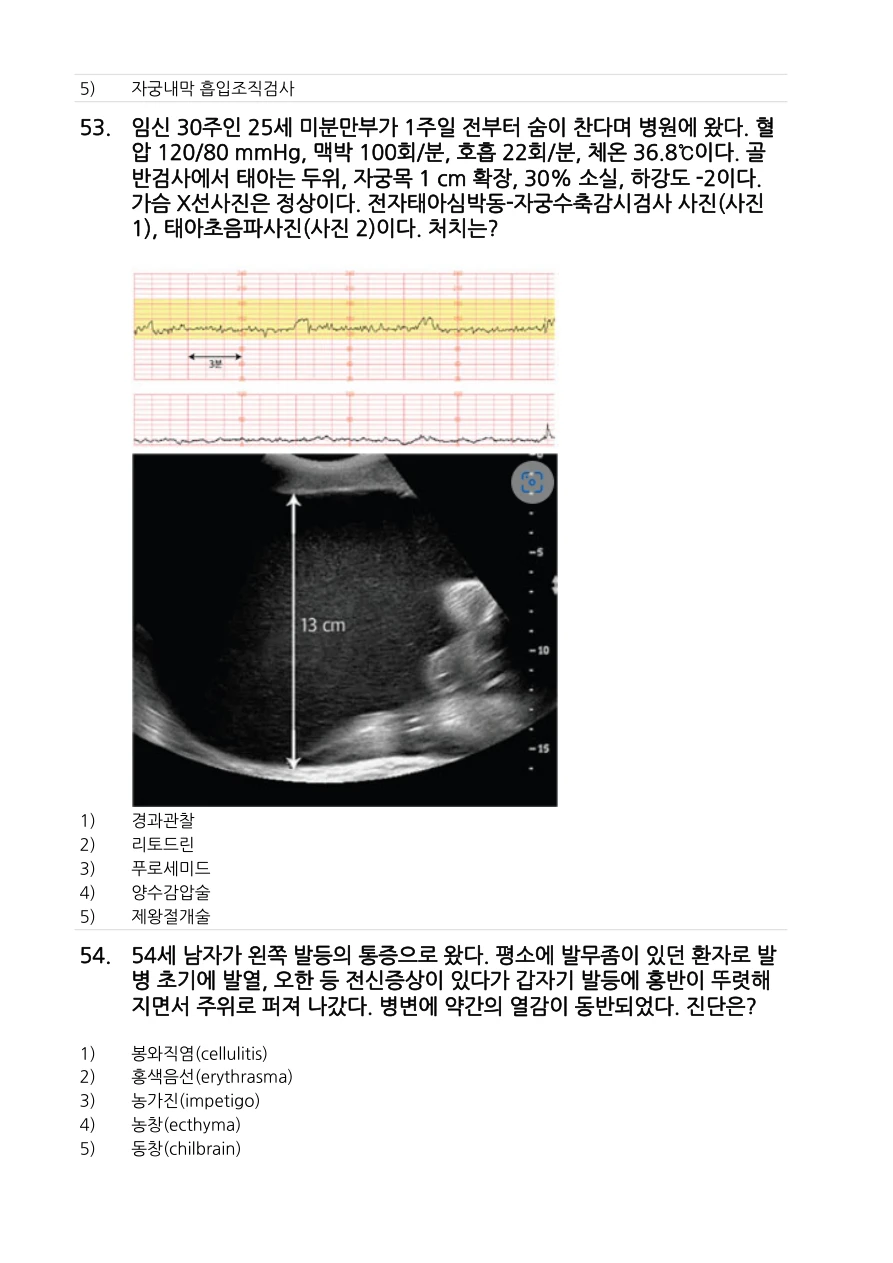 5) 자궁내막 흡입조직검사
53. 임신 30주인 25세 미분만부가 1주일 전부터 숨이 찬다며 병원에 왔다. 혈
압 120/80 mmHg, 맥박 100회/분, 호흡 22회/분, 체온 36.8℃이다. 골
반검사에서 태아는 두위, 자궁목 1 cm 확장, 30% 소실, 하강도 -2이다.
가슴 X선사진은 정상이다. 전자태아심박동-자궁수축감시검사 사진(사진
1), 태아초음파사진(사진 2)이다. 처치는?
3분
13 cm
-5
-10
-15
1) 경과관찰
2) 리토드린
3) 푸로세미드
4) 양수감압술
5) 제왕절개술
54. 54세 남자가 왼쪽 발등의 통증으로 왔다. 평소에 발무좀이 있던 환자로 발
병 초기에 발열, 오한 등 전신증상이 있다가 갑자기 발등에 홍반이 뚜렷해
지면서 주위로 퍼져 나갔다. 병변에 약간의 열감이 동반되었다. 진단은?
1) 봉와직염(cellulitis)
2) 홍색음선(erythrasma)
3) 농가진(impetigo)
4) 농창(ecthyma)
5) 동창(chilbrain)